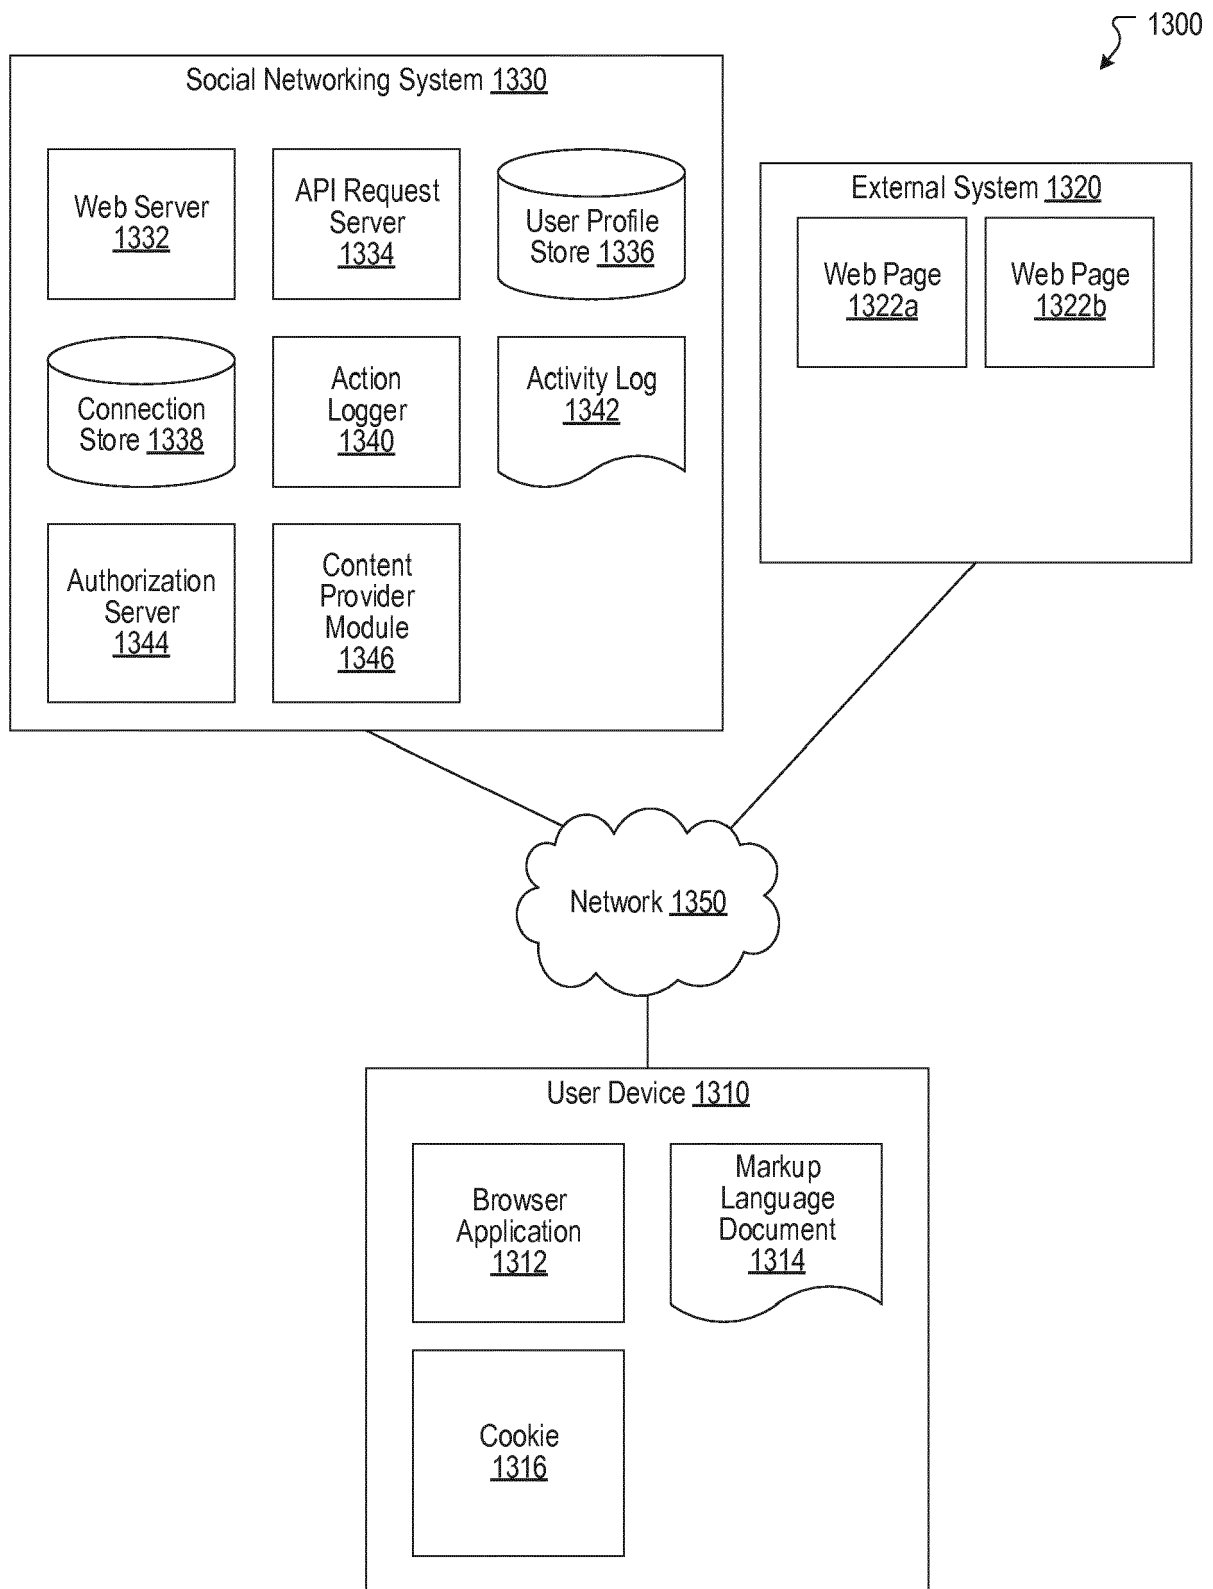 1300
Social Networking System 1330
Web Server
1332
API Request
Server
1334
User Profile
Store 1336
Connection
Store 1338
Action
Logger
1340
Activity Log
1342
Authorization
Server
1344
Content
Provider
Module
1346
External System 1320
Web Page
1322a
Web Page
1322b
Network 1350
User Device 1310
Browser
Application
1312
Markup
Language
Document
1314
Cookie
1316